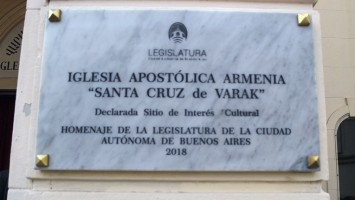 LEGISLATURA
IGLESIA APOSTÓLICA ARMENIA
“SANTA CRUZ de VARAK”
Declarada Sitio de Interés Cultural
HOMENAJE DE LA LEGISLATURA DE LA CIUDAD
AUTÓNOMA DE BUENOS AIRES
2018